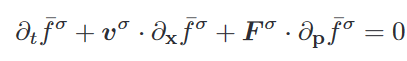 ∂ₜf̄^σ + v^σ · ∂ₓf̄^σ + F^σ · ∂ₚf̄^σ = 0